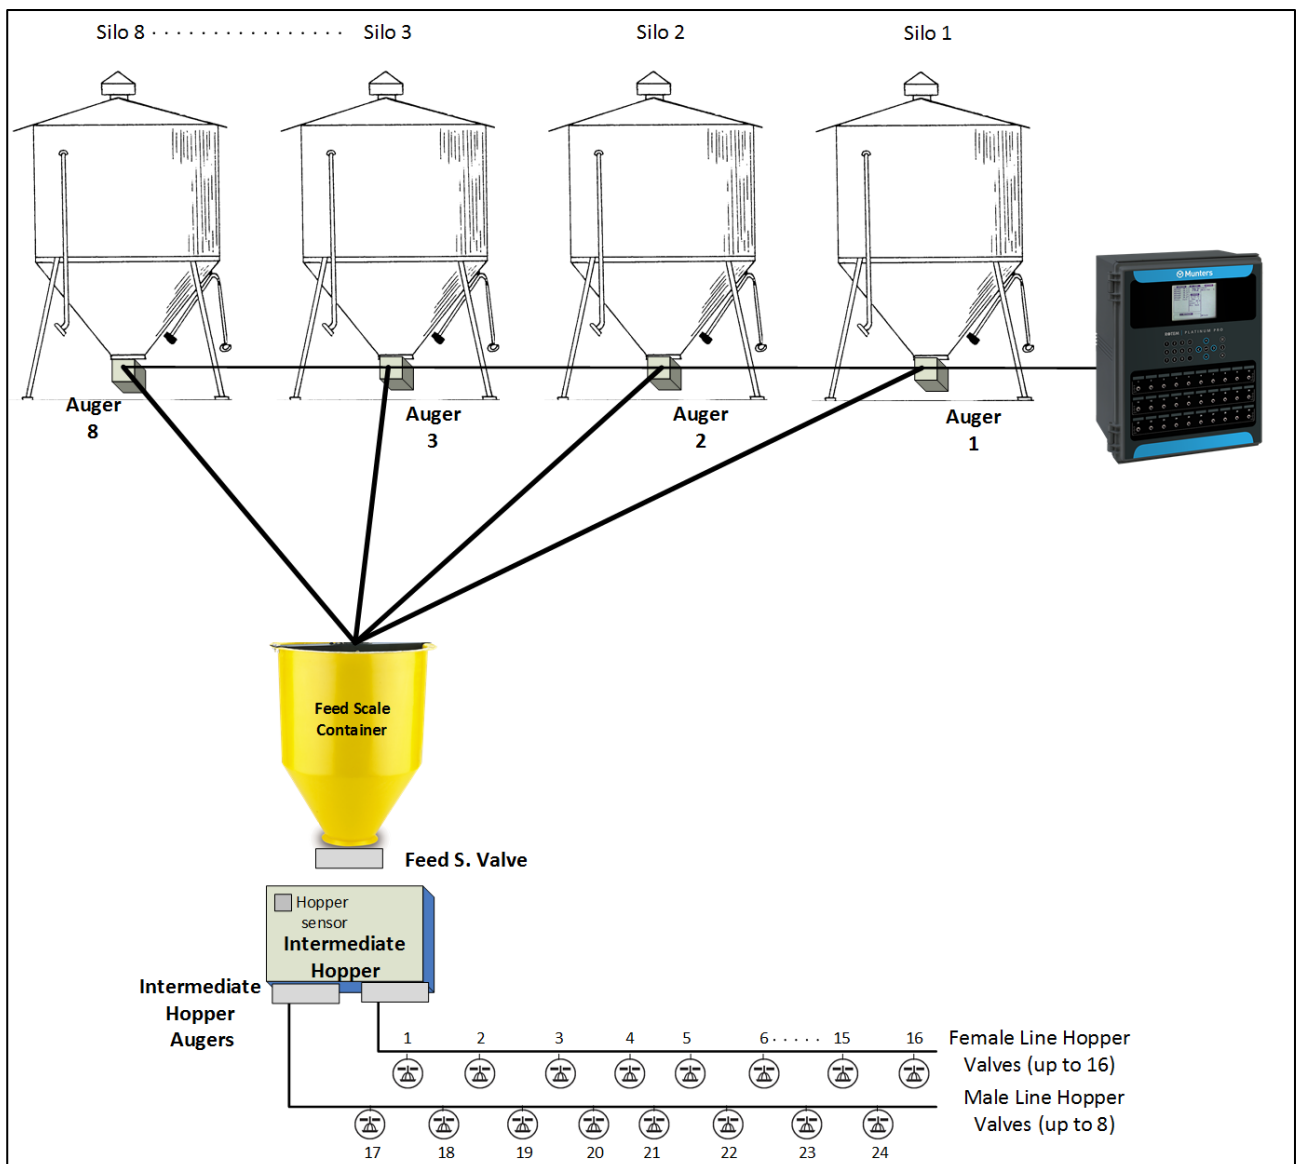 Silo 8 . . . . . . . . . . . . . . . . . Silo 3
Silo 2
Silo 1
Munters
PLATINUM PRO
Auger
8
Auger
3
Auger
2
Auger
1
Feed Scale
Container
Feed S. Valve
Hopper
sensor
Intermediate
Hopper
Intermediate
Hopper
Augers
1 2 3 4 5 6 . . . . . 15 16
Female Line Hopper
Valves (up to 16)
Male Line Hopper
Valves (up to 8)
17 18 19 20 21 22 23 24